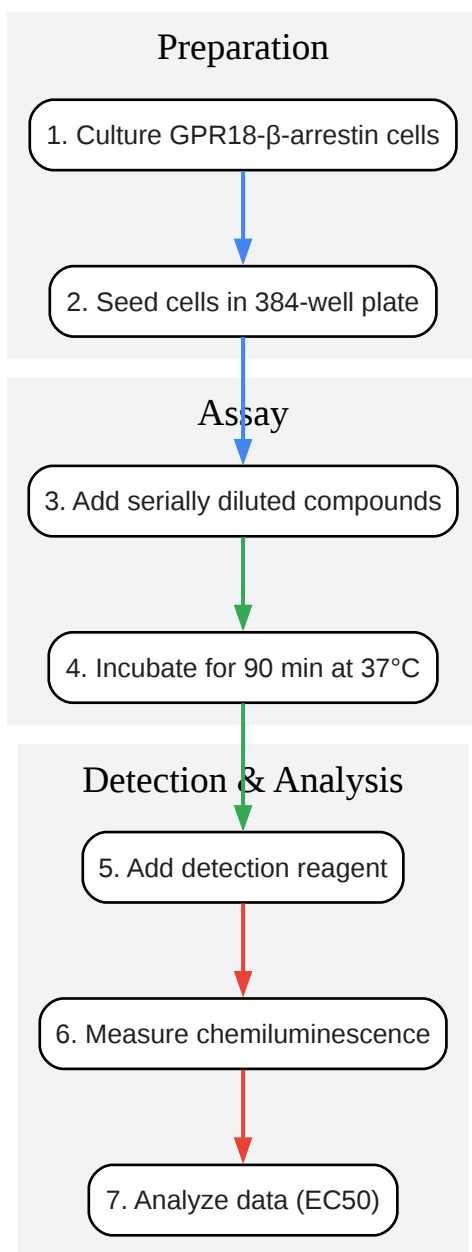 Preparation
1. Culture GPR18-β-arrestin cells
2. Seed cells in 384-well plate
Assay
3. Add serially diluted compounds
4. Incubate for 90 min at 37°C
Detection & Analysis
5. Add detection reagent
6. Measure chemiluminescence
7. Analyze data (EC50)